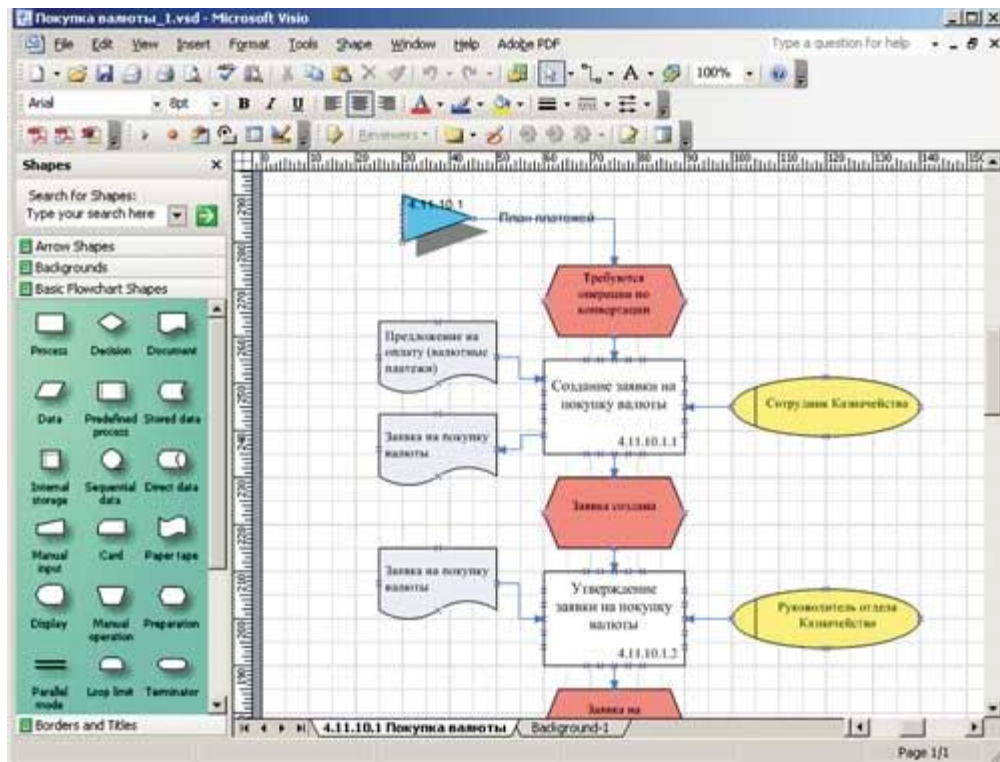 Покупка валюты_1.vsd - Microsoft Visio
File Edit View Insert Format Tools Shape Window Help Adobe PDF
Type a question for help
100%
Arial
8pt
B I U
A
Reviewers
Shapes
Search for Shapes:
Type your search here
Arrow Shapes
Backgrounds
Basic Flowchart Shapes
Process Decision Document
Data Predefined process Stored data
Internal storage Sequential data Direct data
Manual input Card Paper tape
Display Manual operation Preparation
Parallel mode Loop limit Terminator
Borders and Titles
4.11.10.1
План платежей
Требуются
операции по
конвертации
Предложение на
оплату (валютные
платежи)
Создание заявки на
покупку валюты
4.11.10.1.1
Сотрудник Казначейства
Заявка на покупку
валюты
Заявка создана
Заявка на покупку
валюты
Утверждение
заявки на покупку
валюты
4.11.10.1.2
Руководитель отдела
Казначейства
Заявка на
4.11.10.1 Покупка валюты
Background-1
Page 1/1